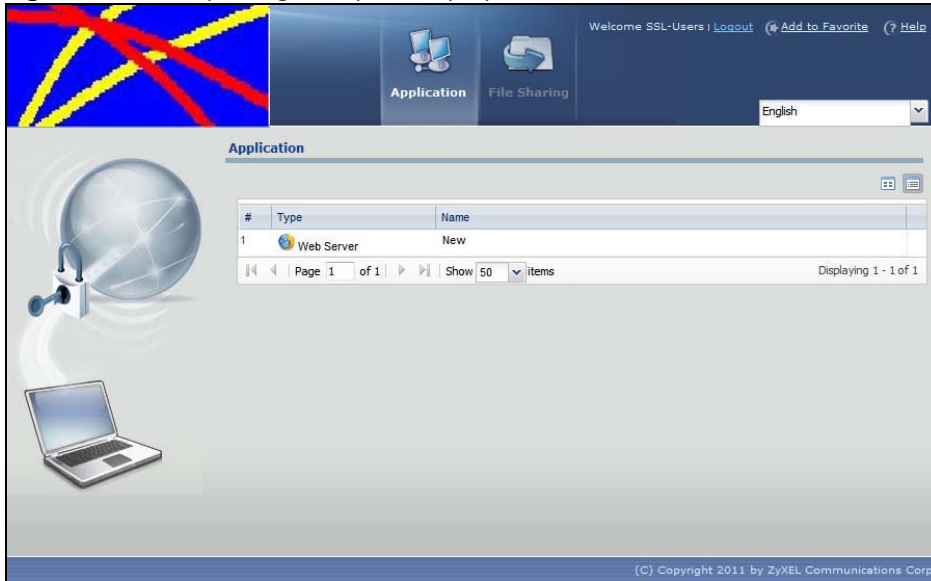 Welcome SSL-Users | Logout Add to Favorite (? Help
Application
File Sharing
English
Application
# Type Name
1 Web Server New
Page 1 of 1 Show 50 items Displaying 1 - 1 of 1
(C) Copyright 2011 by ZyXEL Communications Corp